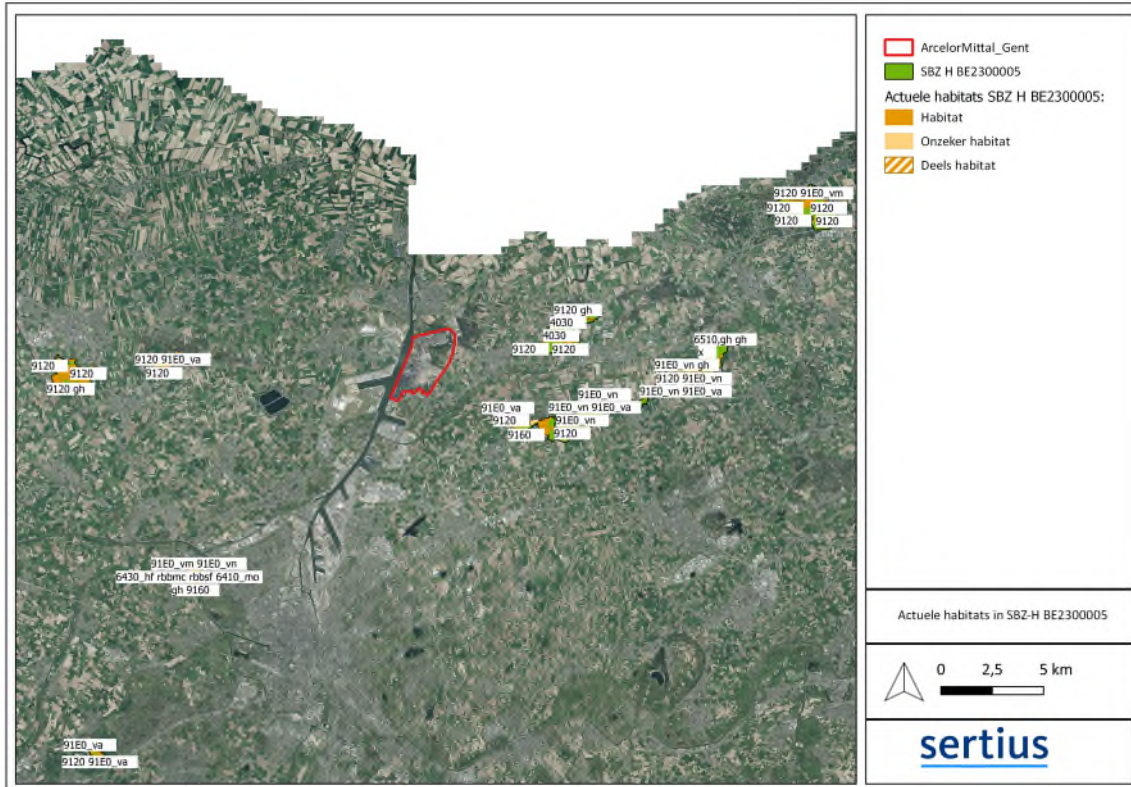 ArcelorMittal_Gent
SBZ H BE2300005
Actuele habitats SBZ H BE2300005:
Habitat
Onzeker habitat
Deels habitat
9120 91E0_vm
9120 9120
9120 9120
9120 gh
4030
4030
9120 9120
6510,gh gh
x
91E0_vn gh
9120 91E0_vn
91E0_vn 91E0_va
9120
9120
9120 gh
9120 91E0_va
9120
91E0_vn
91E0_va 91E0_vn 91E0_va
9120 91E0_vn
9160 9120
91E0_vm 91E0_vn
6430_hf rbbmc rbbsf 6410_mo
gh 9160
91E0_va
9120 91E0_va
Actuele habitats in SBZ-H BE2300005
0 2,5 5 km
sertius